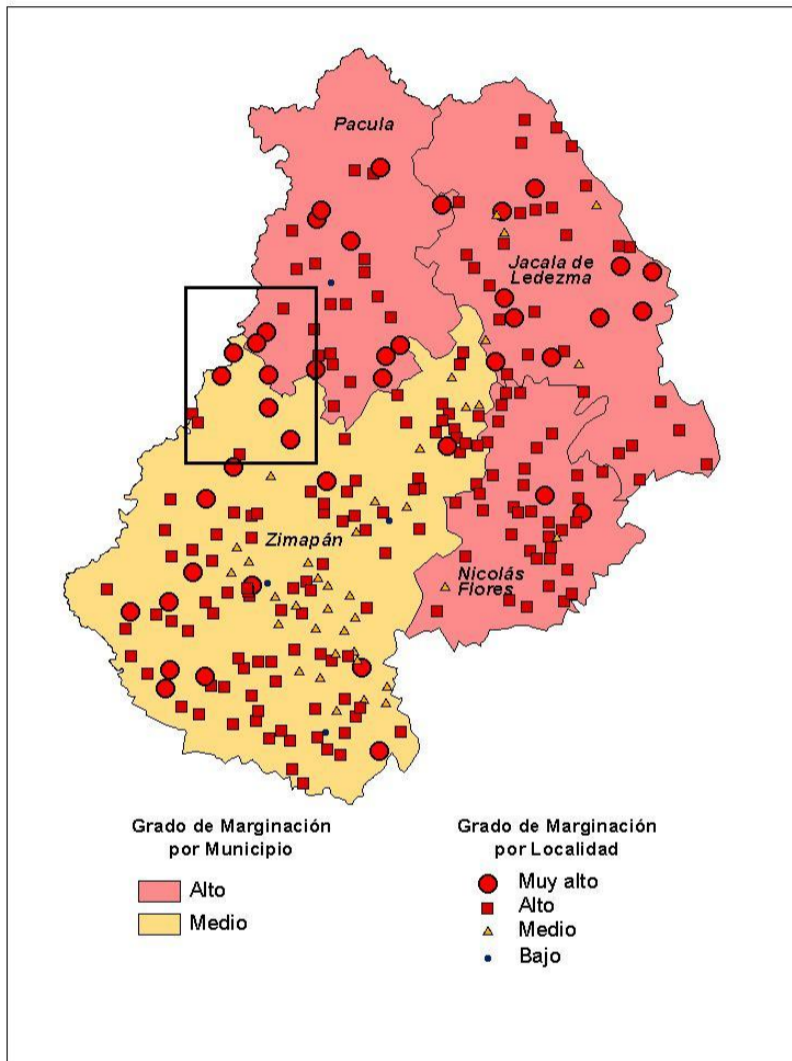 Pacula
Jacala de
Ledezma
Zimapán
Nicolás
Flores
Grado de Marginación
por Municipio
Alto
Medio
Grado de Marginación
por Localidad
Muy alto
Alto
Medio
Bajo